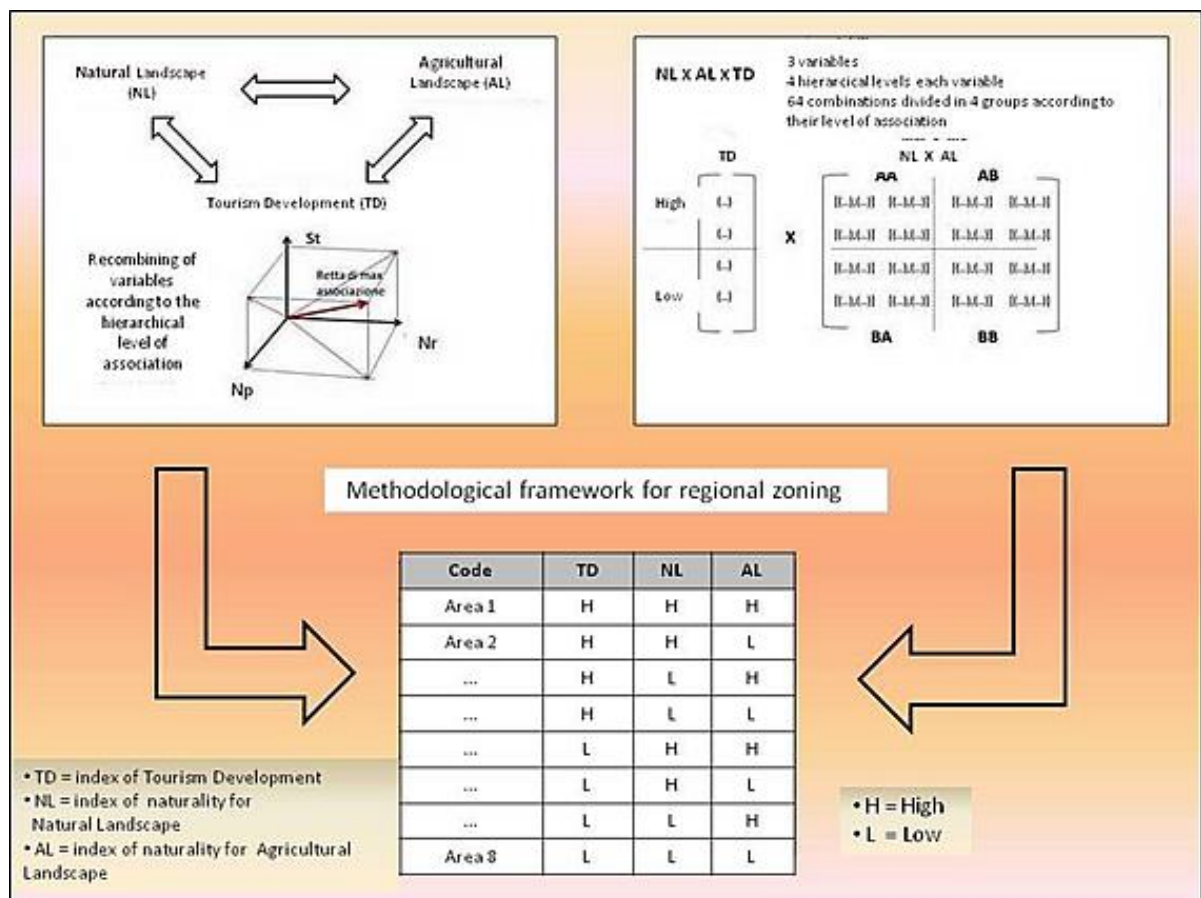 Natural Landscape
(NL)
Agricultural
Landscape (AL)
Tourism Development (TD)
Recombining of
variables
according to the
hierarchical
level of
association
St
Retta di max
associazione
Nr
Np
NL X AL X TD
3 variables
4 hierarcical levels each variable
64 combinations divided in 4 groups according to
their level of association
TD
NL X AL
AA AB
High
Low
X
BA BB
Methodological framework for regional zoning
Code TD NL AL
Area 1 H H H
Area 2 H H L
... H L H
... H L L
... L H H
... L H L
... L L H
Area 8 L L L
• TD = index of Tourism Development
• NL = index of naturality for
Natural Landscape
• AL = index of naturality for Agricultural
Landscape
• H = High
• L = Low